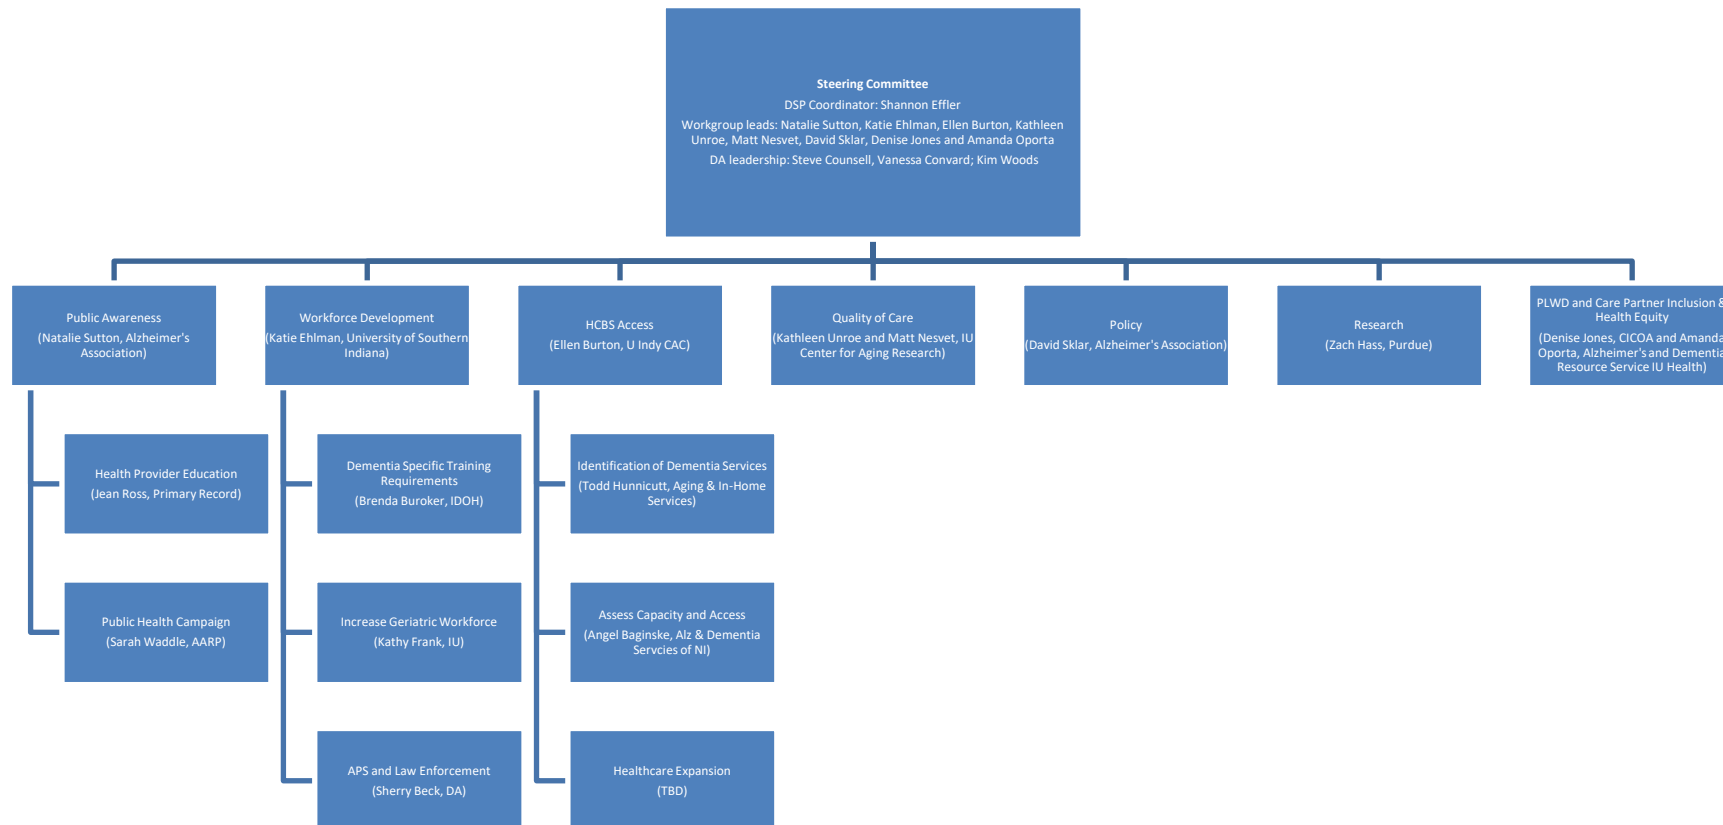 Steering Committee
DSP Coordinator: Shannon Effler
Workgroup leads: Natalie Sutton, Katie Ehlman, Ellen Burton, Kathleen
Unroe, Matt Nesvet, David Sklar, Denise Jones and Amanda Oporta
DA leadership: Steve Counsell, Vanessa Convard; Kim Woods
Public Awareness
(Natalie Sutton, Alzheimer's
Association)
Workforce Development
(Katie Ehlman, University of Southern
Indiana)
HCBS Access
(Ellen Burton, U Indy CAC)
Quality of Care
(Kathleen Unroe and Matt Nesvet, IU
Center for Aging Research)
Policy
(David Sklar, Alzheimer's Association)
Research
(Zach Hass, Purdue)
PLWD and Care Partner Inclusion &
Health Equity
(Denise Jones, CICOA and Amanda
Oporta, Alzheimer's and Dementia
Resource Service IU Health)
Health Provider Education
(Jean Ross, Primary Record)
Dementia Specific Training
Requirements
(Brenda Buroker, IDOH)
Identification of Dementia Services
(Todd Hunnicutt, Aging & In-Home
Services)
Public Health Campaign
(Sarah Waddle, AARP)
Increase Geriatric Workforce
(Kathy Frank, IU)
Assess Capacity and Access
(Angel Baginske, Alz & Dementia
Servcies of NI)
APS and Law Enforcement
(Sherry Beck, DA)
Healthcare Expansion
(TBD)